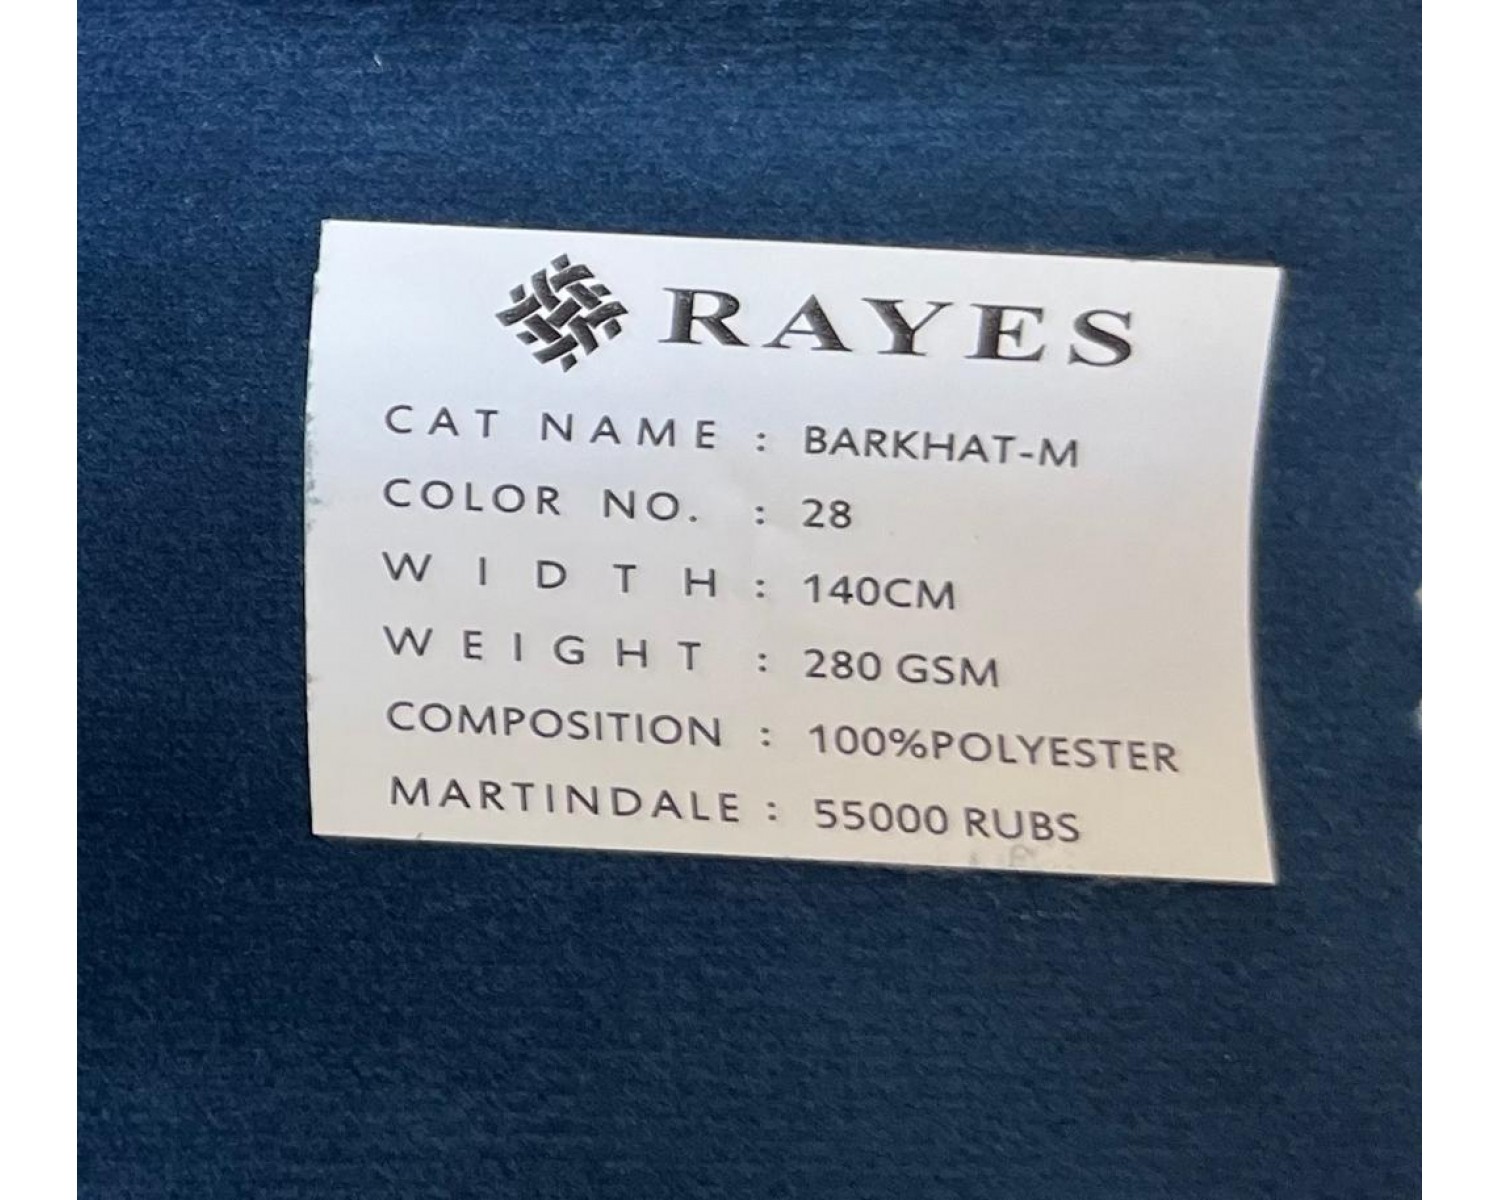 RAYES
CAT NAME : BARKHAT-M
COLOR NO. : 28
WIDTH : 140CM
WEIGHT : 280 GSM
COMPOSITION : 100%POLYESTER
MARTINDALE : 55000 RUBS